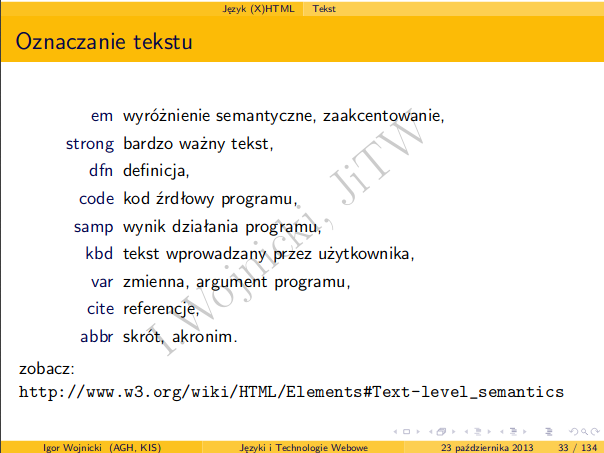 Język (X)HTML Tekst
Oznaczanie tekstu
em wyróżnienie semantyczne, zaakcentowanie,
strong bardzo ważny tekst,
dfn definicja,
code kod źrdłowy programu,
samp wynik działania programu,
kbd tekst wprowadzany przez użytkownika,
var zmienna, argument programu,
cite referencje,
abbr skrót, akronim.
I.Wojnicki, JiTW
zobacz:
http://www.w3.org/wiki/HTML/Elements#Text-level_semantics
Igor Wojnicki (AGH, KIS) Języki i Technologie Webowe 23 października 2013 33 / 134